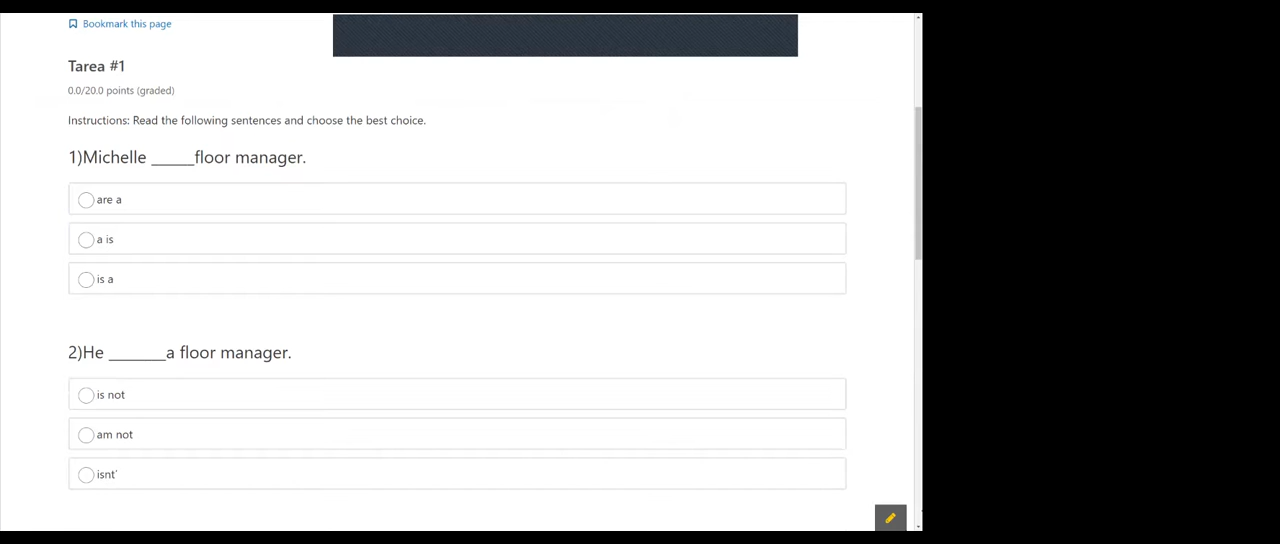 Bookmark this page
Tarea #1
0.0/20.0 points (graded)
Instructions: Read the following sentences and choose the best choice.
1)Michelle ______floor manager.
are a
a is
is a
2)He ________a floor manager.
is not
am not
isnt'